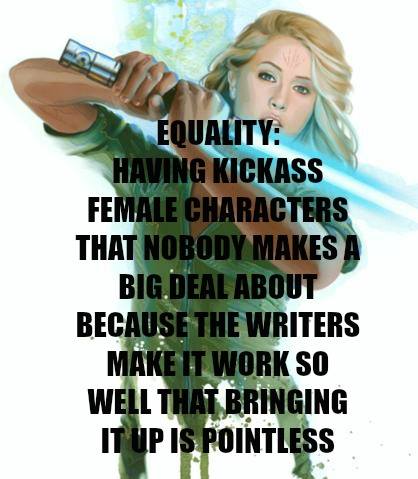 EQUALITY:
HAVING KICKASS
FEMALE CHARACTERS
THAT NOBODY MAKES A
BIG DEAL ABOUT
BECAUSE THE WRITERS
MAKE IT WORK SO
WELL THAT BRINGING
IT UP IS POINTLESS